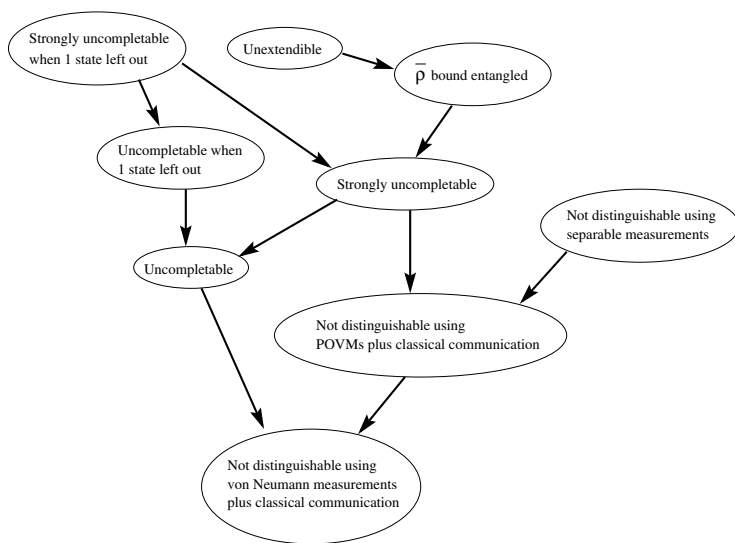 Strongly uncompletable
when 1 state left out
Unextendible
ρ̅ bound entangled
Uncompletable when
1 state left out
Strongly uncompletable
Not distinguishable using
separable measurements
Uncompletable
Not distinguishable using
POVMs plus classical communication
Not distinguishable using
von Neumann measurements
plus classical communication